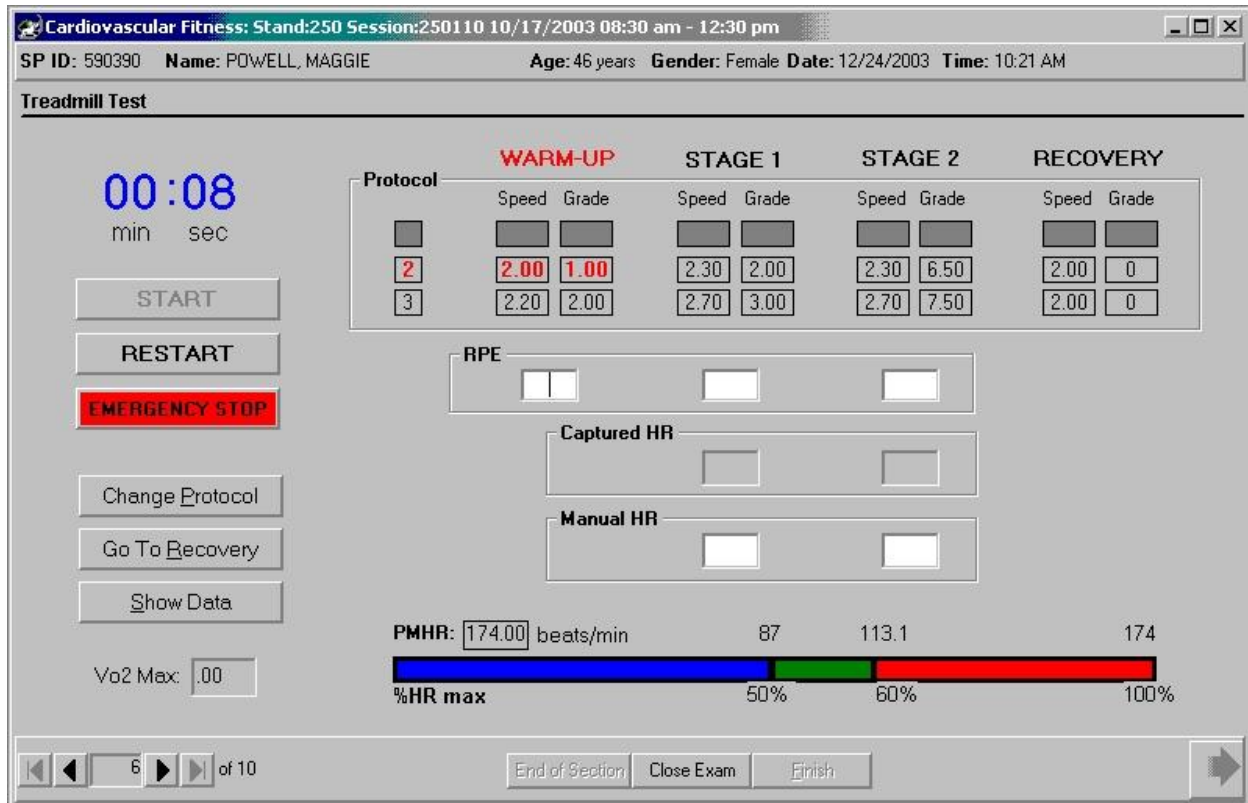 Cardiovascular Fitness: Stand:250 Session:250110 10/17/2003 08:30 am - 12:30 pm
SP ID: 590390 Name: POWELL, MAGGIE Age: 46 years Gender: Female Date: 12/24/2003 Time: 10:21 AM
Treadmill Test
00:08
min sec
START
RESTART
EMERGENCY STOP
Change Protocol
Go To Recovery
Show Data
Vo2 Max: .00
WARM-UP STAGE 1 STAGE 2 RECOVERY
Protocol
Speed Grade Speed Grade Speed Grade Speed Grade
2 2.00 1.00 2.30 2.00 2.30 6.50 2.00 0
3 2.20 2.00 2.70 3.00 2.70 7.50 2.00 0
RPE
Captured HR
Manual HR
PMHR: 174.00 beats/min 87 113.1 174
%HR max 50% 60% 100%
6 of 10 End of Section Close Exam Finish